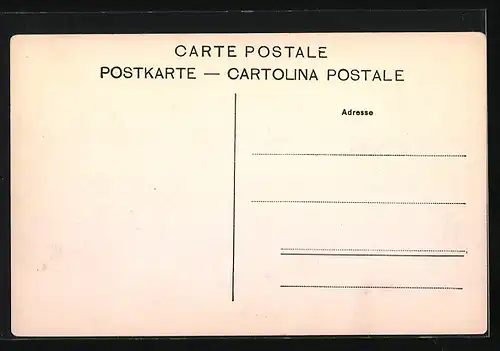 CARTE POSTALE
POSTKARTE — CARTOLINA POSTALE
Adresse